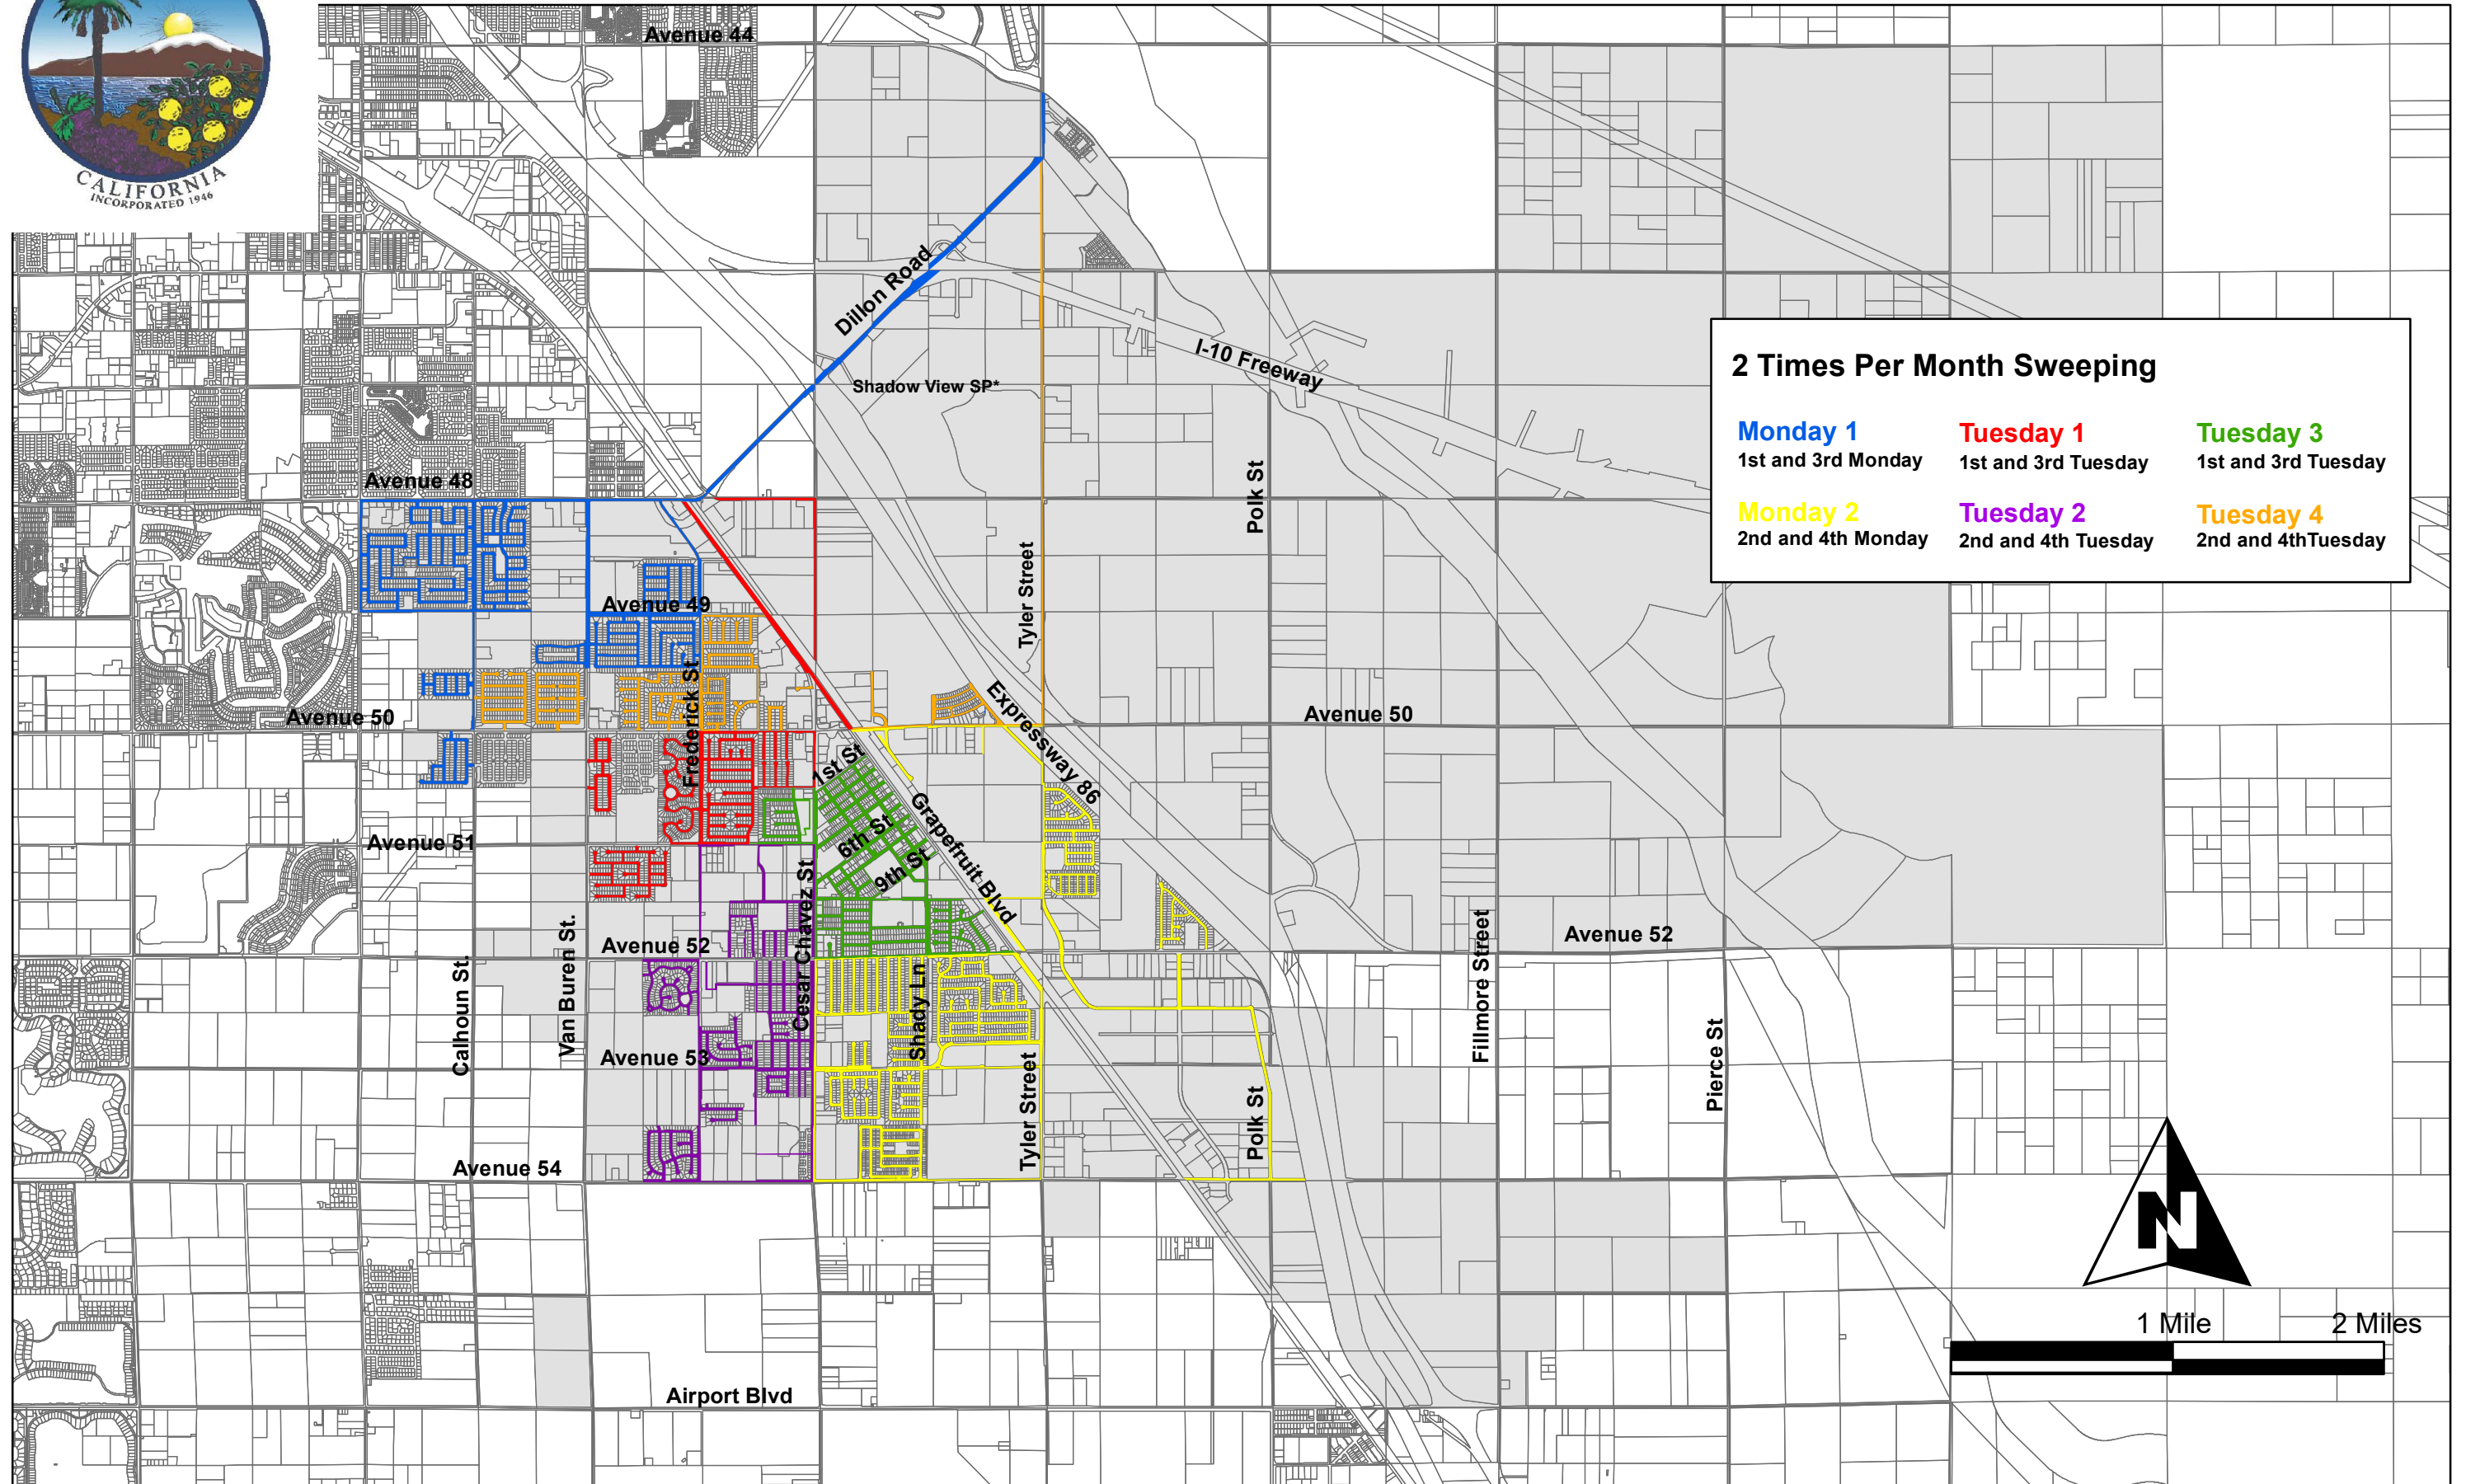 CALIFORNIA
INCORPORATED 1946
Avenue 44
Dillon Road
I-10 Freeway
Shadow View SP*
2 Times Per Month Sweeping
Monday 1
1st and 3rd Monday
Tuesday 1
1st and 3rd Tuesday
Tuesday 3
1st and 3rd Tuesday
Monday 2
2nd and 4th Monday
Tuesday 2
2nd and 4th Tuesday
Tuesday 4
2nd and 4thTuesday
Avenue 48
Polk St
Tyler Street
Avenue 49
Frederick St
Avenue 50
Expressway 86
Avenue 50
1st St
Grapefruit Blvd
6th St
9th St
Avenue 51
Cesar Chavez St
Avenue 52
Avenue 52
Van Buren St.
Calhoun St.
Shady Ln
Fillmore Street
Pierce St
Avenue 53
Tyler Street
Polk St
Avenue 54
N
1 Mile
2 Miles
Airport Blvd